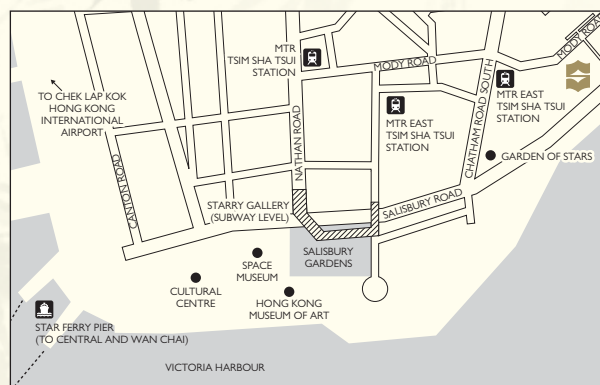 MTR
TSIM SHA TSUI
STATION
MODY ROAD
MODY ROAD
TO CHEK LAP KOK
HONG KONG
INTERNATIONAL
AIRPORT
NATHAN ROAD
MTR EAST
TSIM SHA TSUI
STATION
CHATHAM ROAD SOUTH
MTR EAST
TSIM SHA TSUI
STATION
GARDEN OF STARS
CANTON ROAD
STARRY GALLERY
(SUBWAY LEVEL)
SALISBURY ROAD
SALISBURY
GARDENS
SPACE
MUSEUM
CULTURAL
CENTRE
HONG KONG
MUSEUM OF ART
STAR FERRY PIER
(TO CENTRAL AND WAN CHAI)
VICTORIA HARBOUR